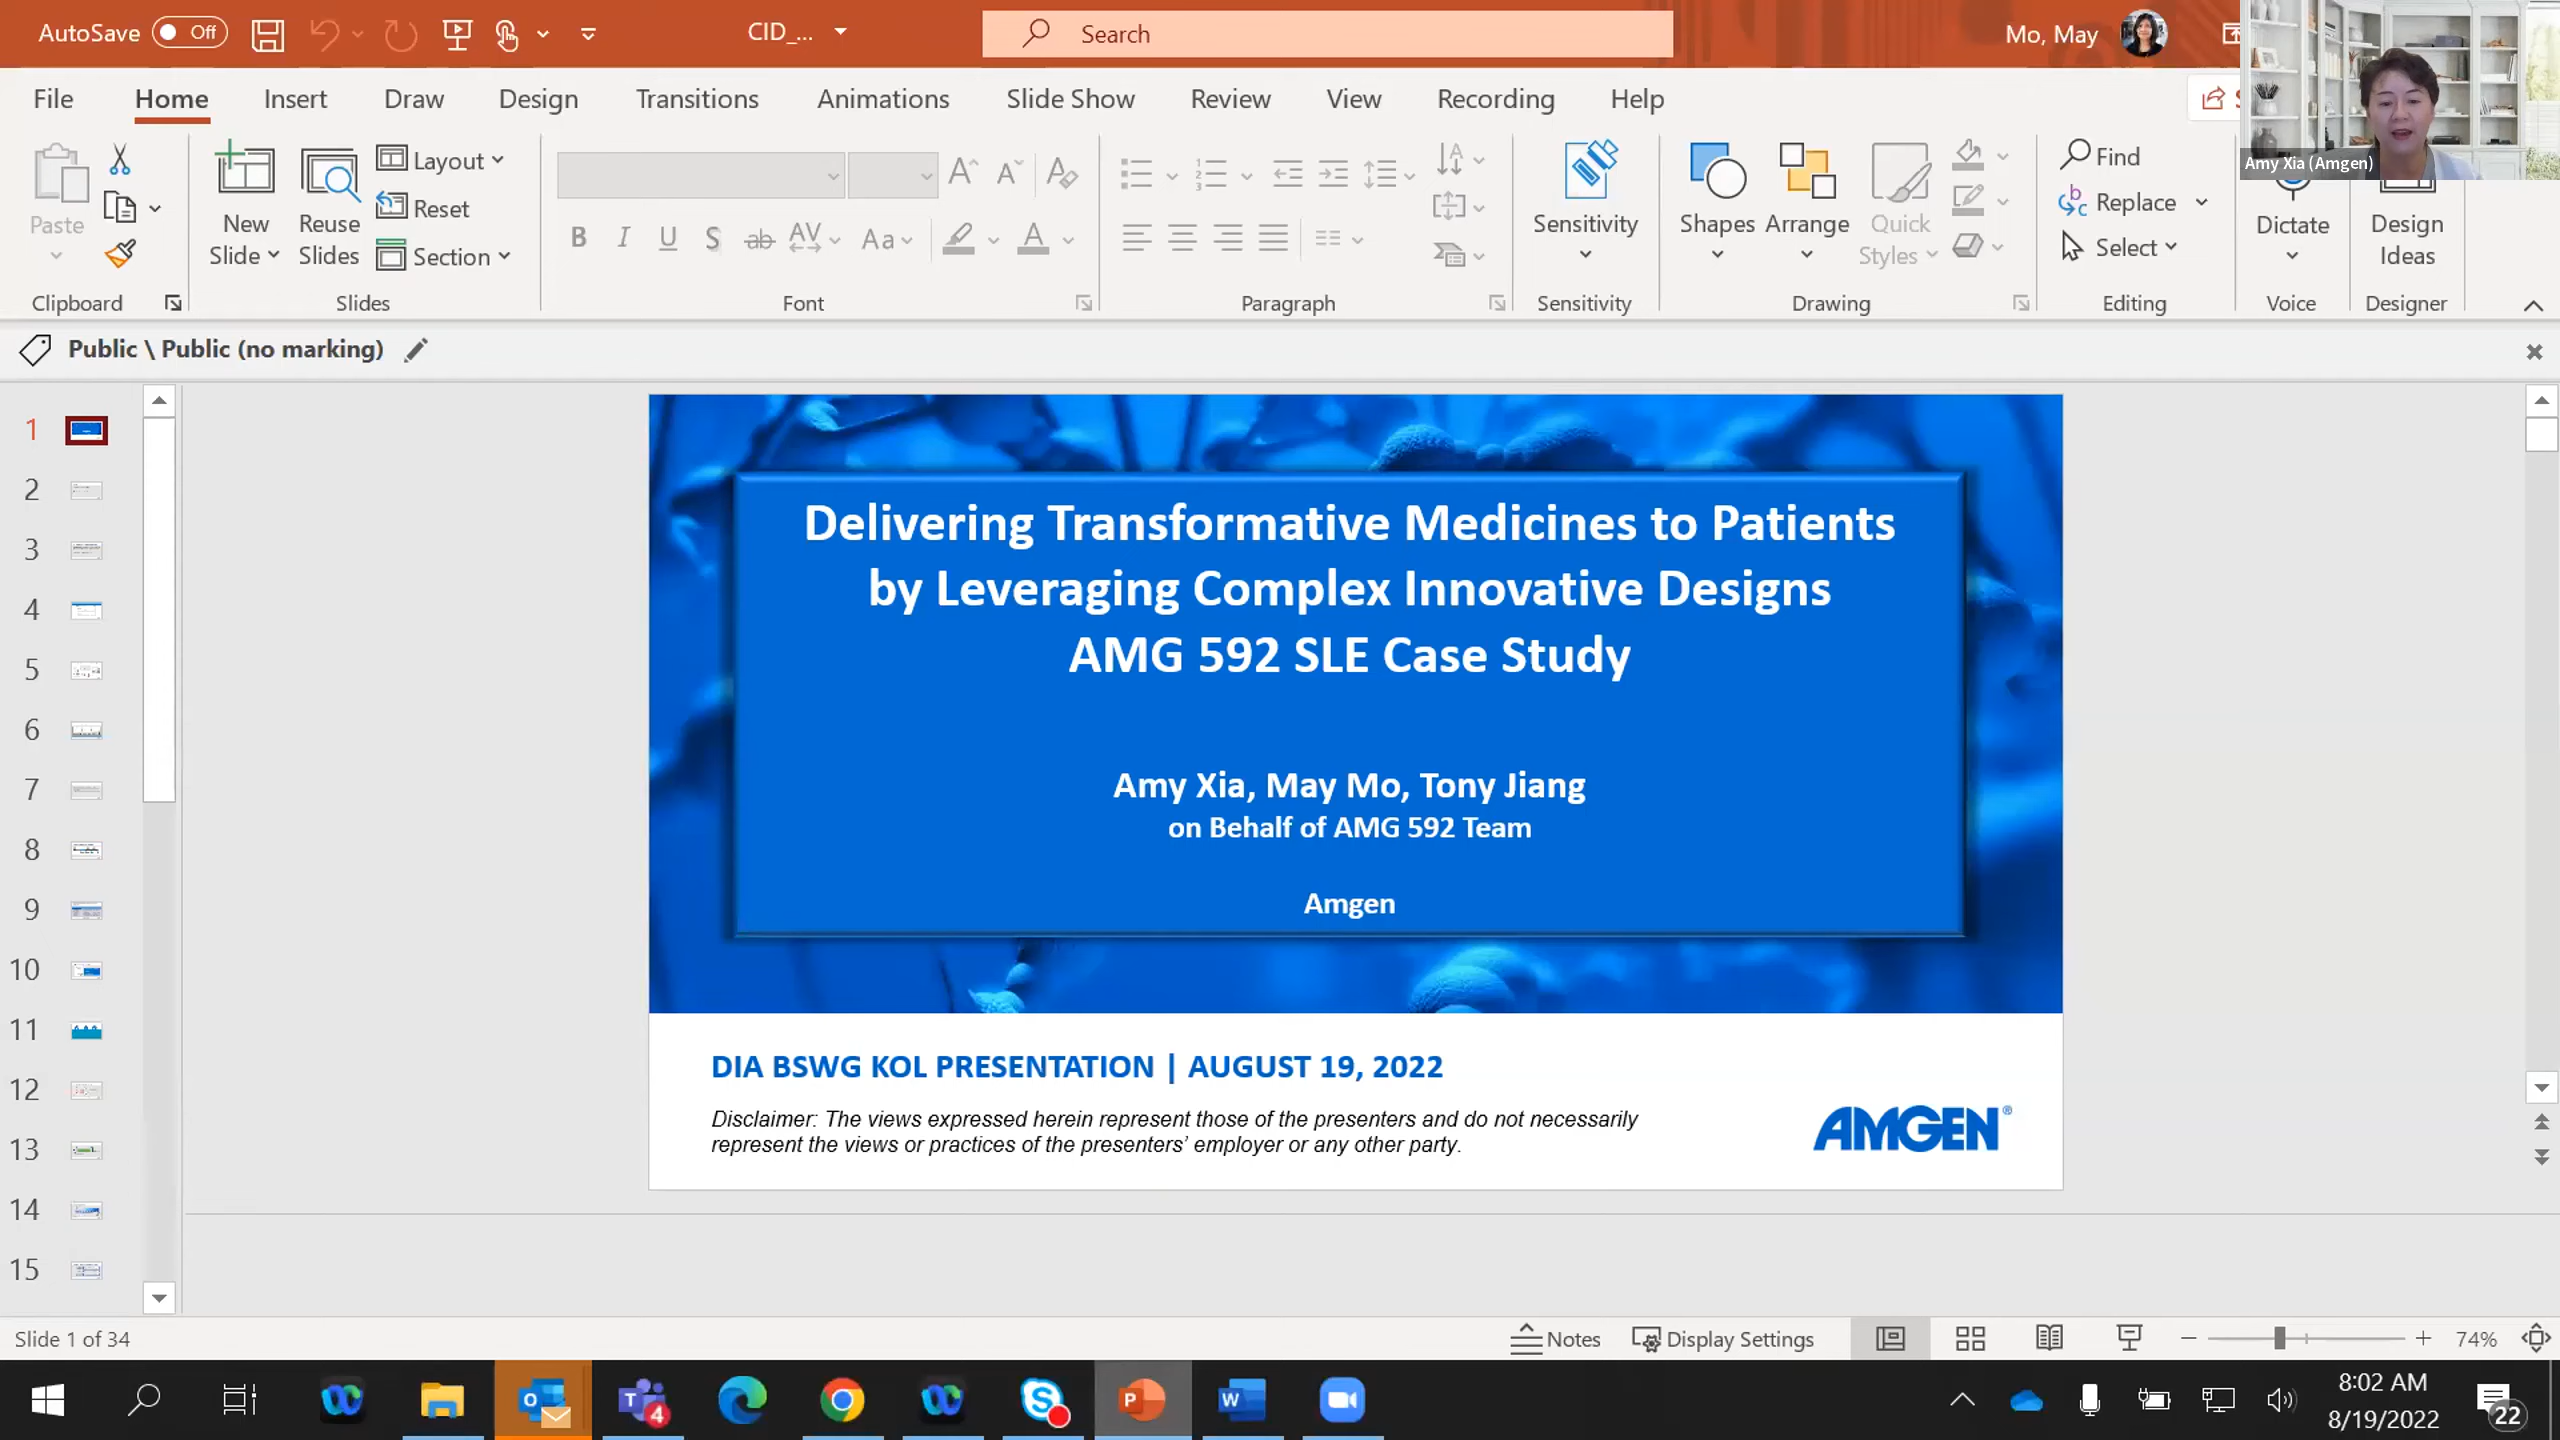 AutoSave Off CID_... Search Mo, May
File Home Insert Draw Design Transitions Animations Slide Show Review View Recording Help
Amy Xia (Amgen)
Paste
New Slide
Reuse Slides
Layout
Reset
Section
Sensitivity
Shapes
Arrange
Quick Styles
Find
Replace
Select
Dictate
Design Ideas
B I U S ab AV Aa A
Clipboard Slides Font Paragraph Sensitivity Drawing Editing Voice Designer
Public \ Public (no marking)
1
2
3
4
5
6
7
8
9
10
11
12
13
14
15
Delivering Transformative Medicines to Patients
by Leveraging Complex Innovative Designs
AMG 592 SLE Case Study
Amy Xia, May Mo, Tony Jiang
on Behalf of AMG 592 Team
Amgen
DIA BSWG KOL PRESENTATION | AUGUST 19, 2022
Disclaimer: The views expressed herein represent those of the presenters and do not necessarily
represent the views or practices of the presenters’ employer or any other party.
AMGEN®
Slide 1 of 34 Notes Display Settings 74%
4
8:02 AM
8/19/2022
22